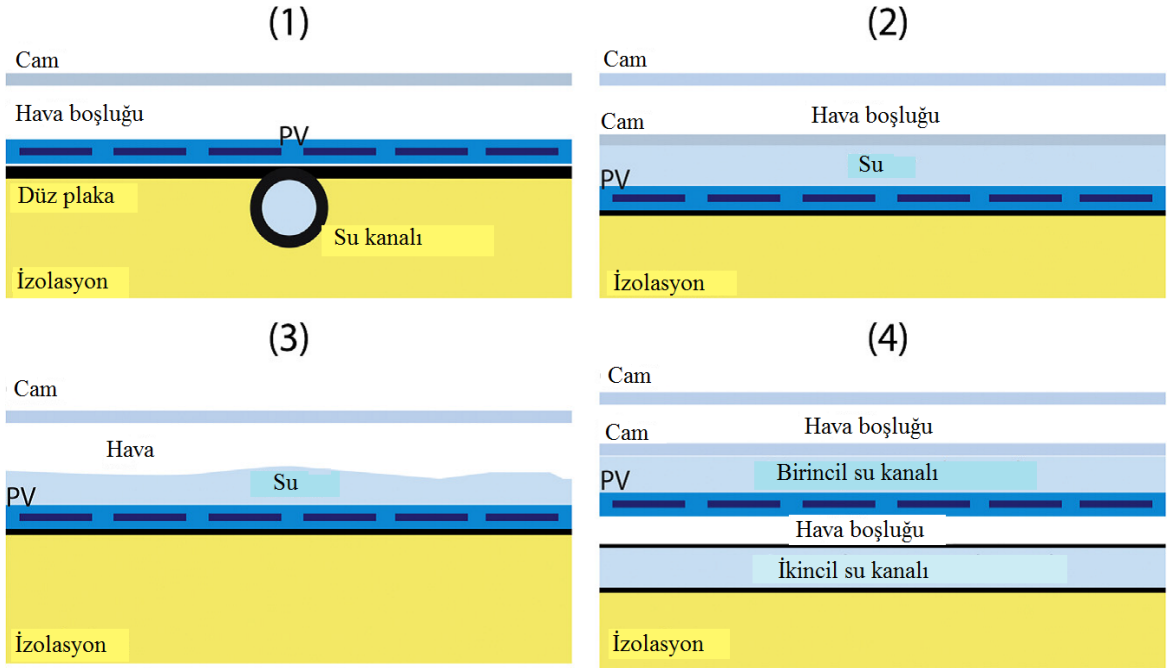 (1)
Cam
Hava boşluğu
PV
Düz plaka
Su kanalı
İzolasyon
(2)
Cam
Hava boşluğu
Cam
Su
PV
İzolasyon
(3)
Cam
Hava
Su
PV
İzolasyon
(4)
Cam
Hava boşluğu
Cam
Birincil su kanalı
PV
Hava boşluğu
İkincil su kanalı
İzolasyon